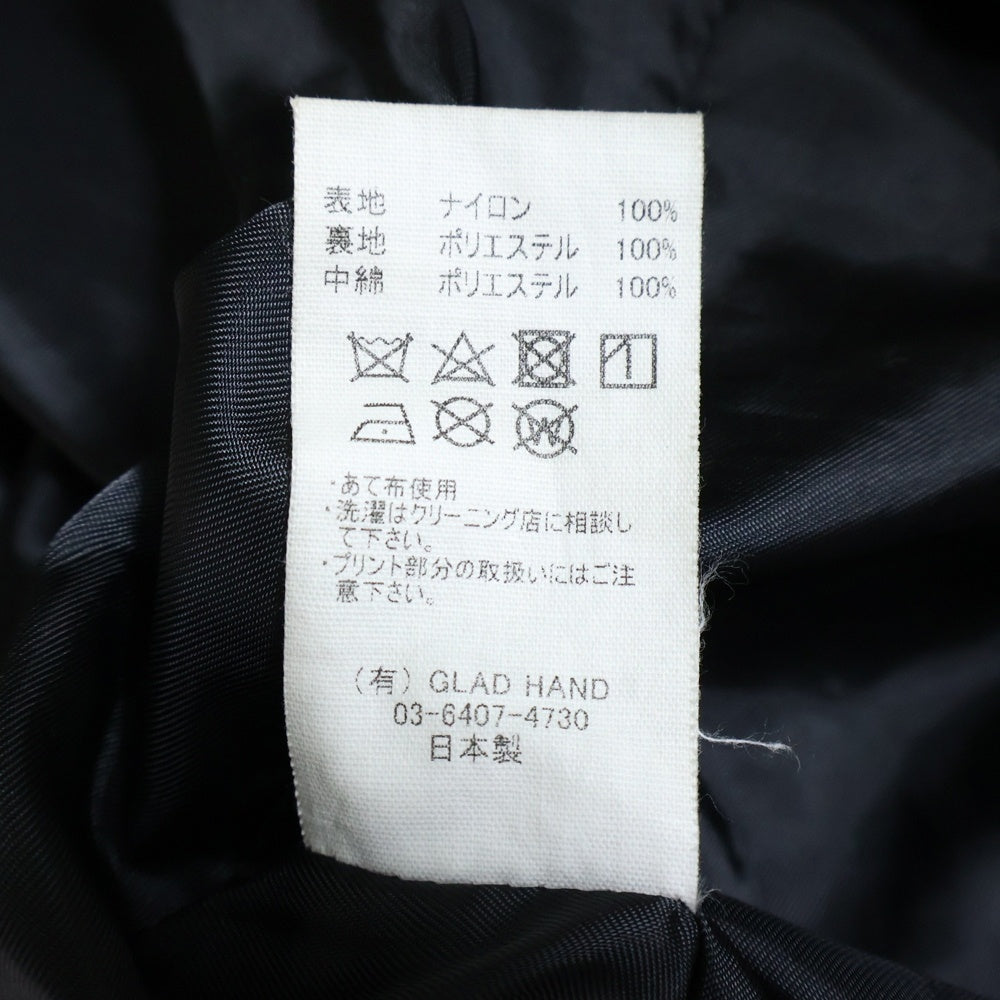 表地 ナイロン 100%
裏地 ポリエステル 100%
中綿 ポリエステル 100%
W
・あて布使用
・洗濯はクリーニング店に相談し
て下さい。
・プリント部分の取扱いにはご注
意下さい。
(有) GLAD HAND
03-6407-4730
日本製